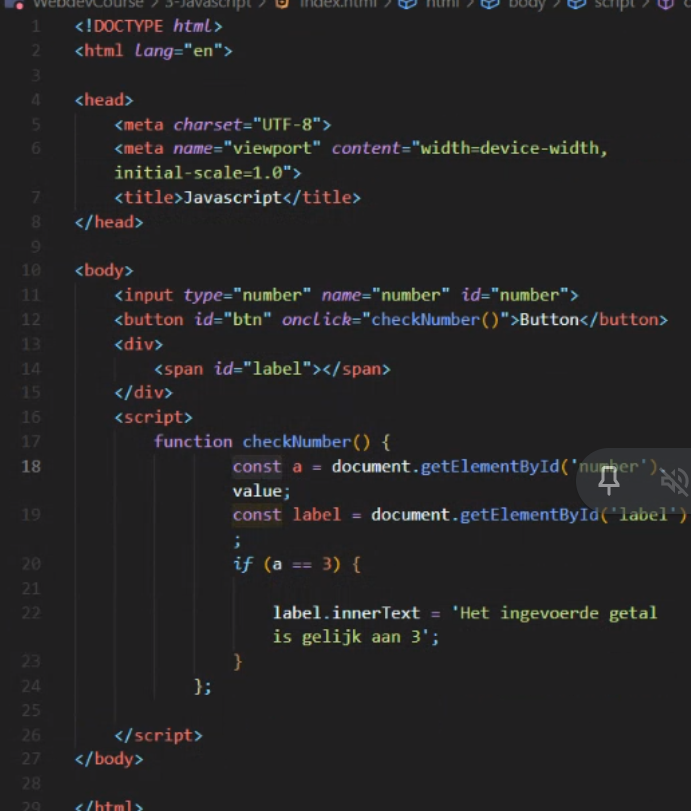 WebdevCourse > 3-Javascript > index.html > html > body > script >
1 <!DOCTYPE html>
2 <html lang="en">
3
4 <head>
5 <meta charset="UTF-8">
6 <meta name="viewport" content="width=device-width,
initial-scale=1.0">
7 <title>Javascript</title>
8 </head>
9
10 <body>
11 <input type="number" name="number" id="number">
12 <button id="btn" onclick="checkNumber()">Button</button>
13 <div>
14 <span id="label"></span>
15 </div>
16 <script>
17 function checkNumber() {
18 const a = document.getElementById('number').
value;
19 const label = document.getElementById('label')
;
20 if (a == 3) {
21
22 label.innerText = 'Het ingevoerde getal
is gelijk aan 3';
23 }
24 };
25
26 </script>
27 </body>
28
29 </html>